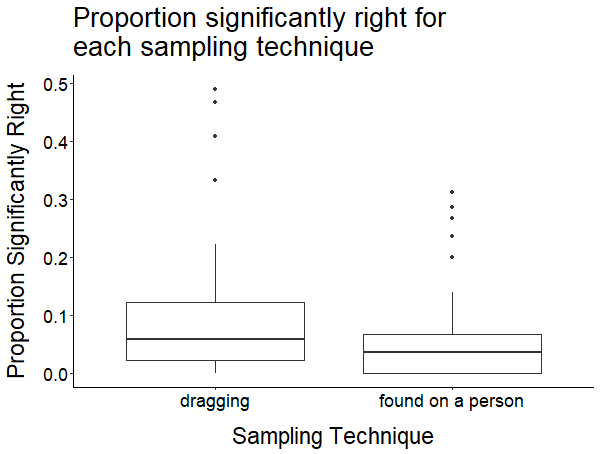 Proportion significantly right for
each sampling technique
Proportion Significantly Right
0.5
0.4
0.3
0.2
0.1
0.0
dragging
found on a person
Sampling Technique